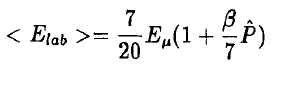 $< E_{lab} >= \frac{7}{20} E_{\mu} (1 + \frac{\beta}{7} \hat{P})$